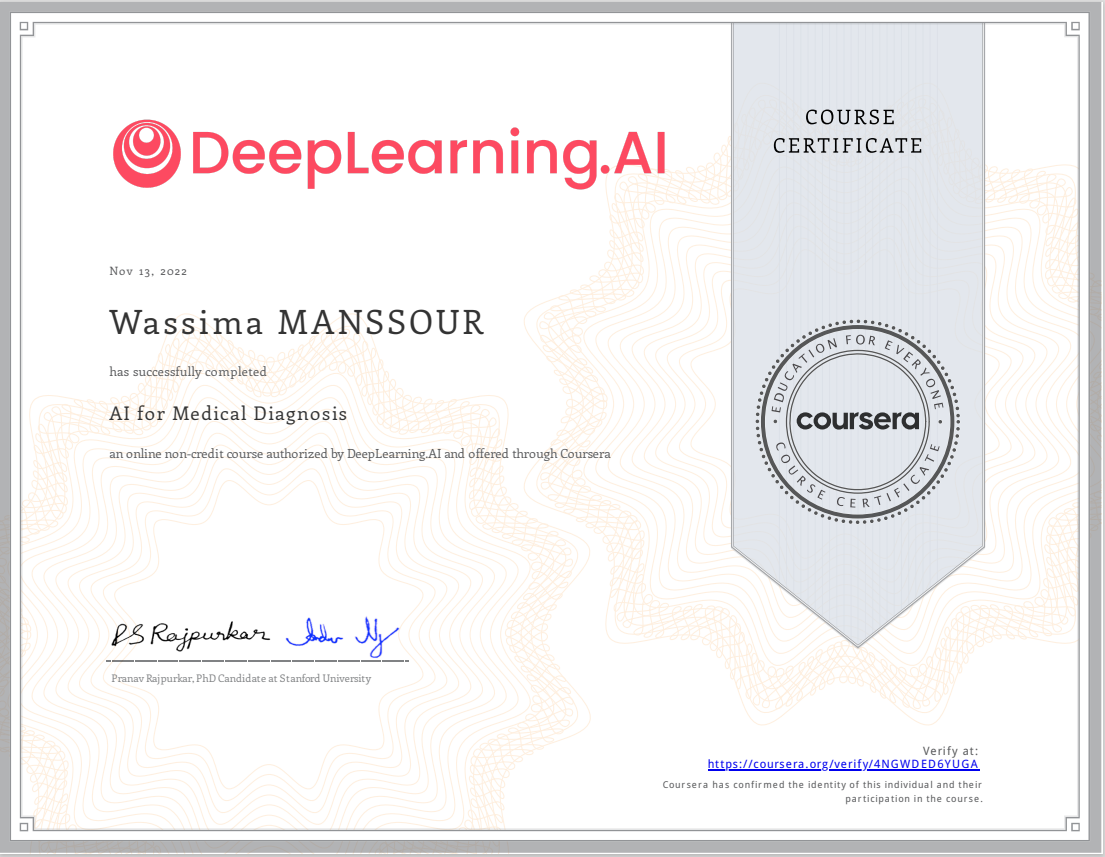 DeepLearning.AI
COURSE
CERTIFICATE
Nov 13, 2022
Wassima MANSSOUR
has successfully completed
AI for Medical Diagnosis
an online non-credit course authorized by DeepLearning.AI and offered through Coursera
EDUCATION FOR EVERYONE
coursera
COURSE CERTIFICATE
PS Rajpurkar
Pranav Rajpurkar, PhD Candidate at Stanford University
Verify at:
https://coursera.org/verify/4NGWDED6YUGA
Coursera has confirmed the identity of this individual and their
participation in the course.